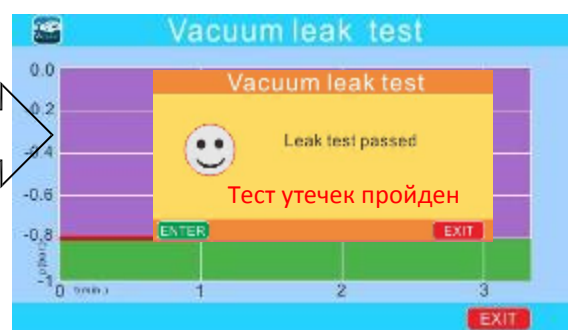 Vacuum leak test
0.0
-0.2
-0.4
-0.6
-0.8
-1
Vacuum leak test
Leak test passed
Тест утечек пройден
ENTER
EXIT
0
1
2
3
EXIT